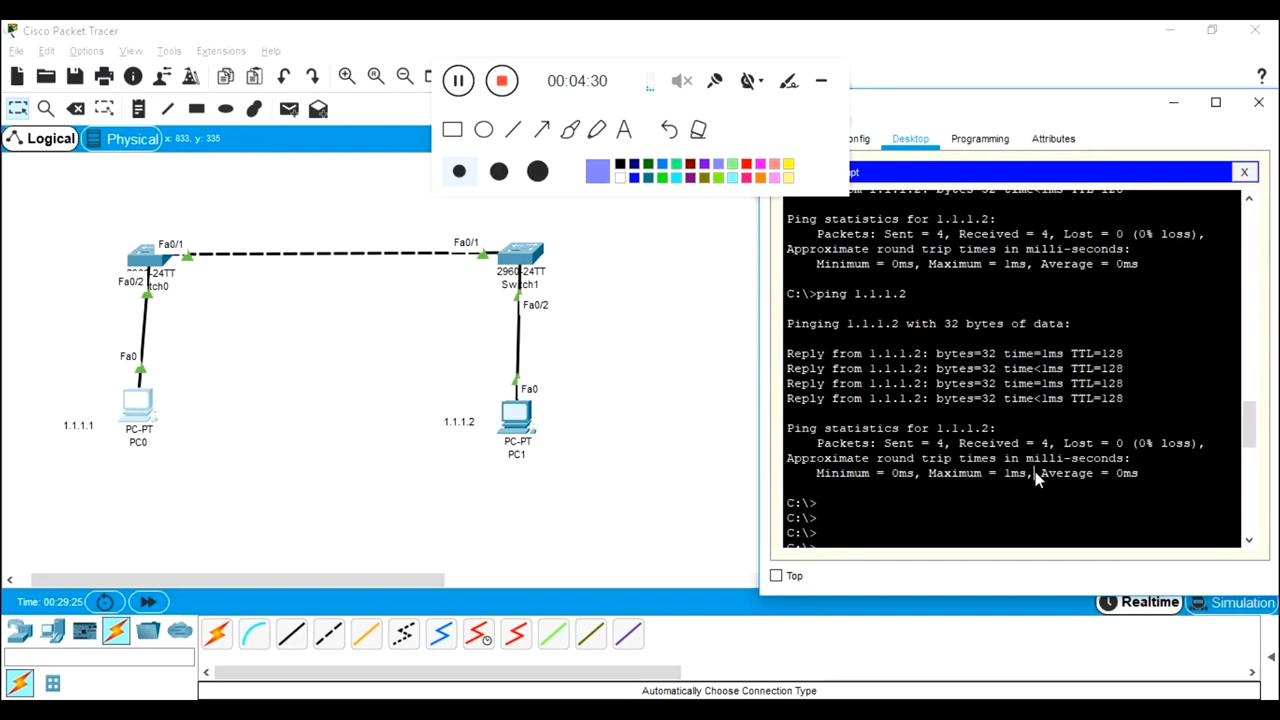 Cisco Packet Tracer
File Edit Options View Tools Extensions Help
00:04:30
A
?
Logical Physical x: 833, y: 335
Desktop Programming Attributes
X
Ping statistics for 1.1.1.2:
Packets: Sent = 4, Received = 4, Lost = 0 (0% loss),
Approximate round trip times in milli-seconds:
Minimum = 0ms, Maximum = 1ms, Average = 0ms
C:\>ping 1.1.1.2
Pinging 1.1.1.2 with 32 bytes of data:
Reply from 1.1.1.2: bytes=32 time=1ms TTL=128
Reply from 1.1.1.2: bytes=32 time<1ms TTL=128
Reply from 1.1.1.2: bytes=32 time=1ms TTL=128
Reply from 1.1.1.2: bytes=32 time<1ms TTL=128
Ping statistics for 1.1.1.2:
Packets: Sent = 4, Received = 4, Lost = 0 (0% loss),
Approximate round trip times in milli-seconds:
Minimum = 0ms, Maximum = 1ms, Average = 0ms
C:\>
C:\>
C:\>
C:\>
Top
Fa0/1
Fa0/2
Fa0
1.1.1.1
PC-PT
PC0
Fa0/1
2960-24TT
Switch1
Fa0/2
Fa0
1.1.1.2
PC-PT
PC1
Time: 00:29:25
Realtime Simulation
Automatically Choose Connection Type